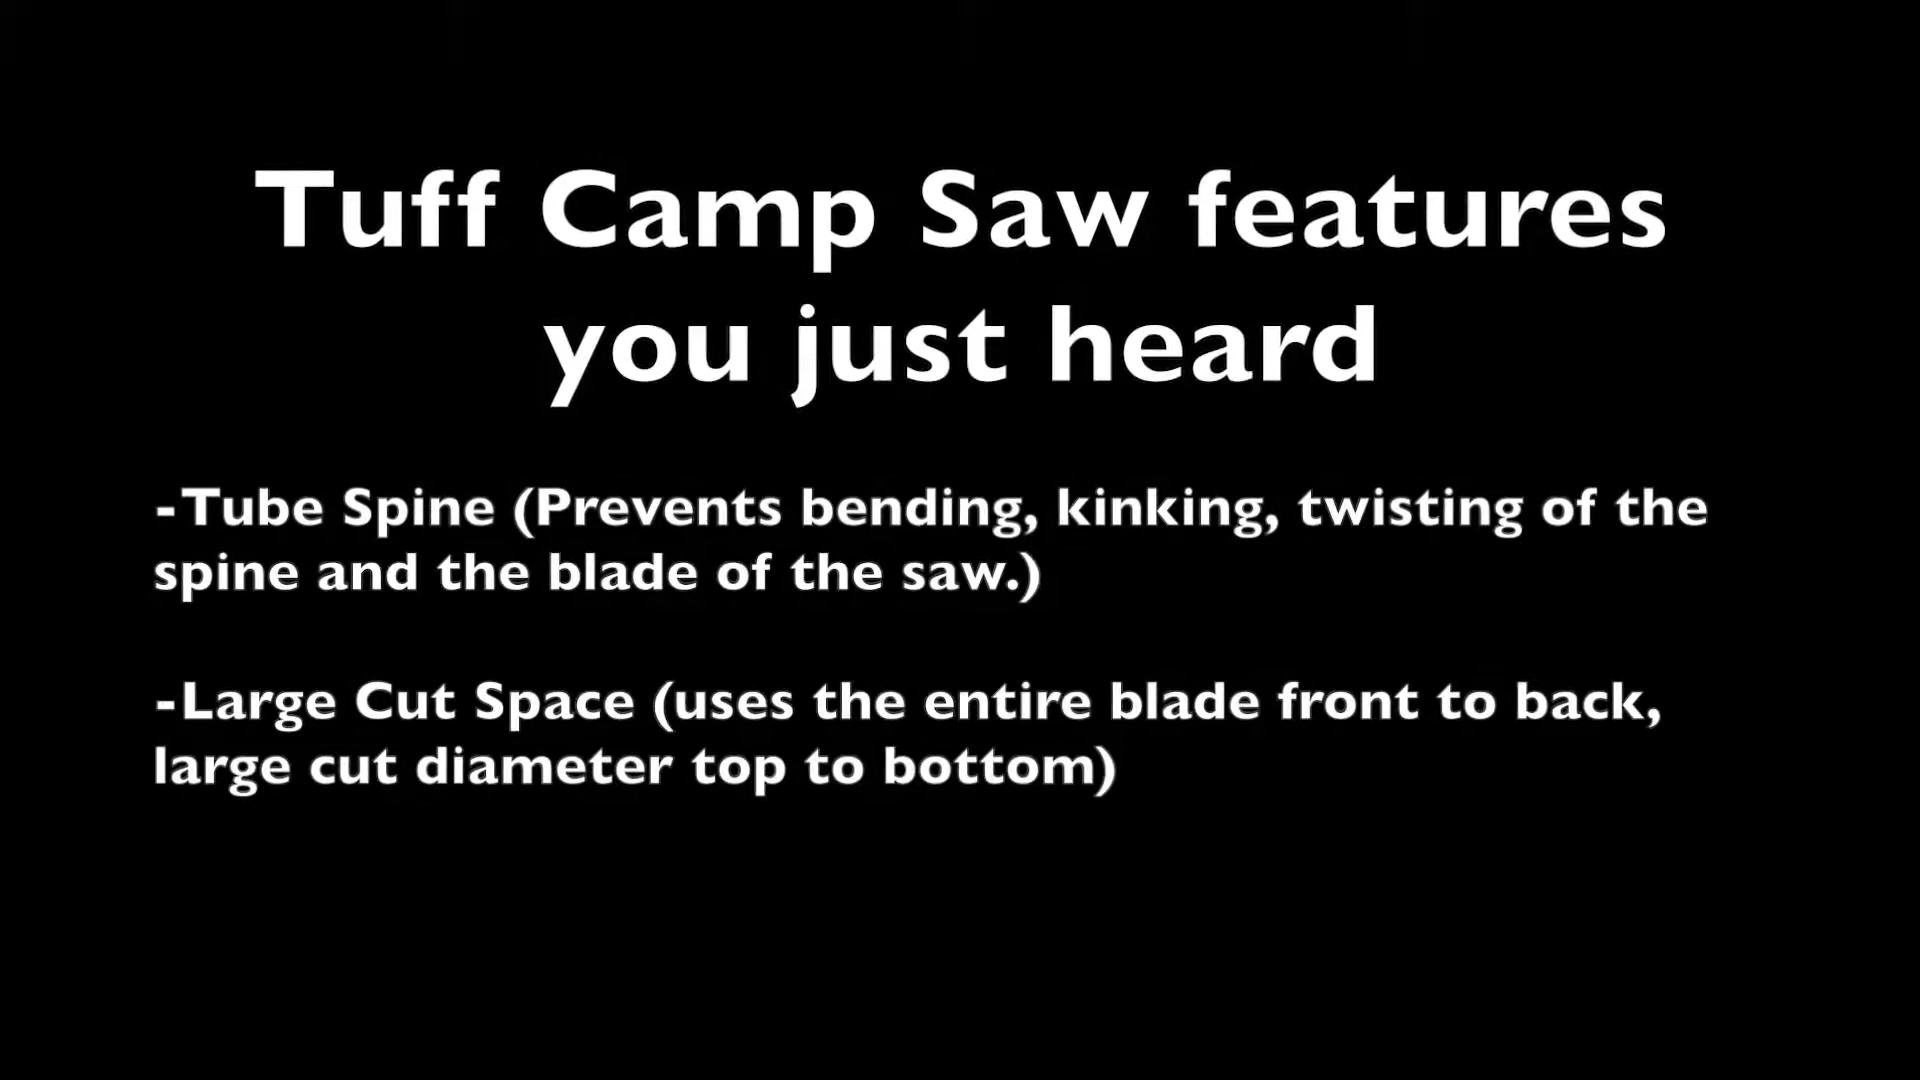 Tuff Camp Saw features
you just heard
-Tube Spine (Prevents bending, kinking, twisting of the
spine and the blade of the saw.)
-Large Cut Space (uses the entire blade front to back,
large cut diameter top to bottom)